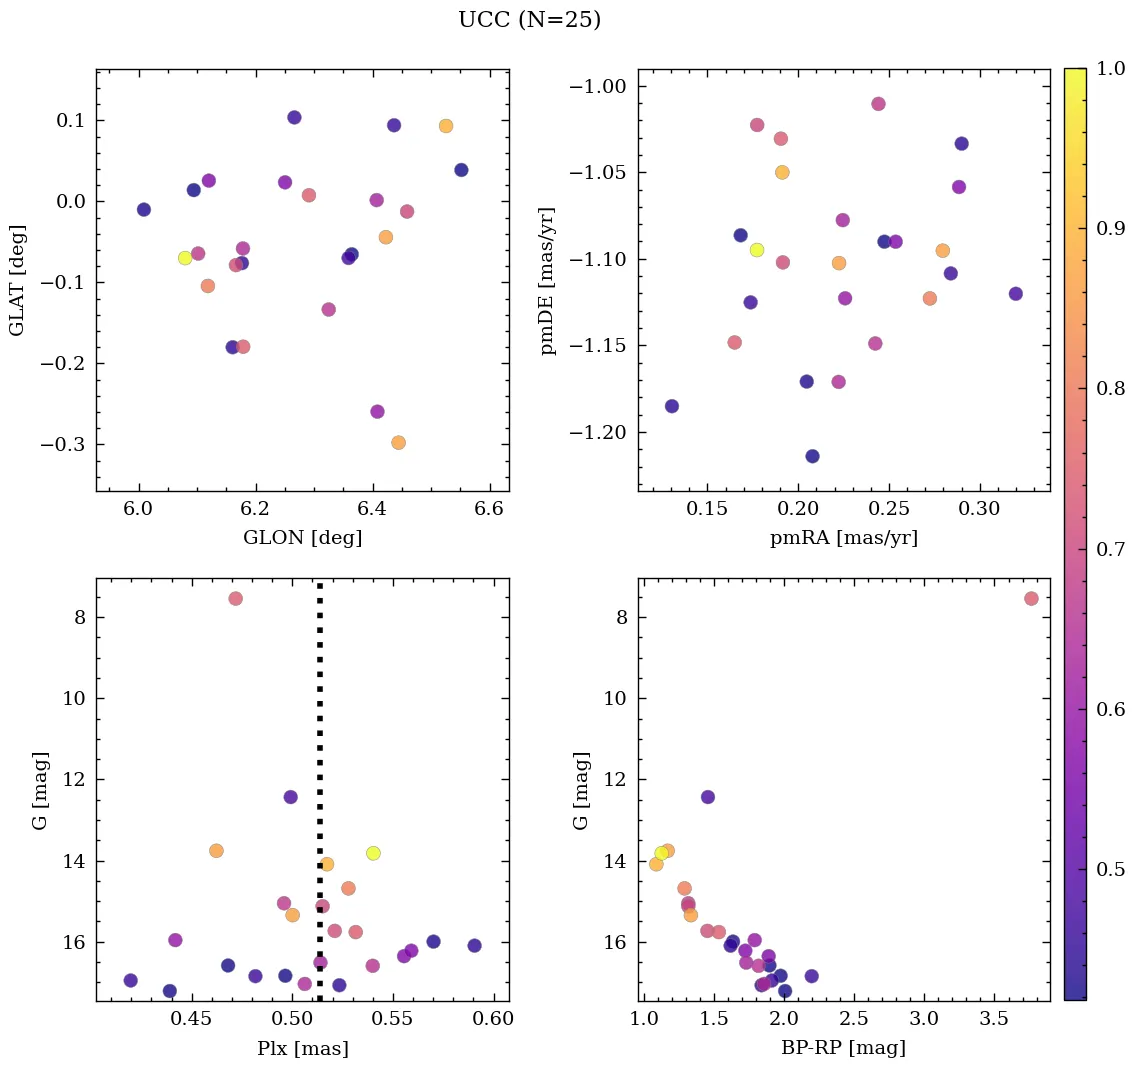 UCC (N=25)
0.1
0.0
−0.1
−0.2
−0.3
GLAT [deg]
6.0 6.2 6.4 6.6
GLON [deg]
−1.00
−1.05
−1.10
−1.15
−1.20
pmDE [mas/yr]
0.15 0.20 0.25 0.30
pmRA [mas/yr]
8
10
12
14
16
G [mag]
0.45 0.50 0.55 0.60
Plx [mas]
8
10
12
14
16
G [mag]
1.0 1.5 2.0 2.5 3.0 3.5
BP-RP [mag]
1.0
0.9
0.8
0.7
0.6
0.5